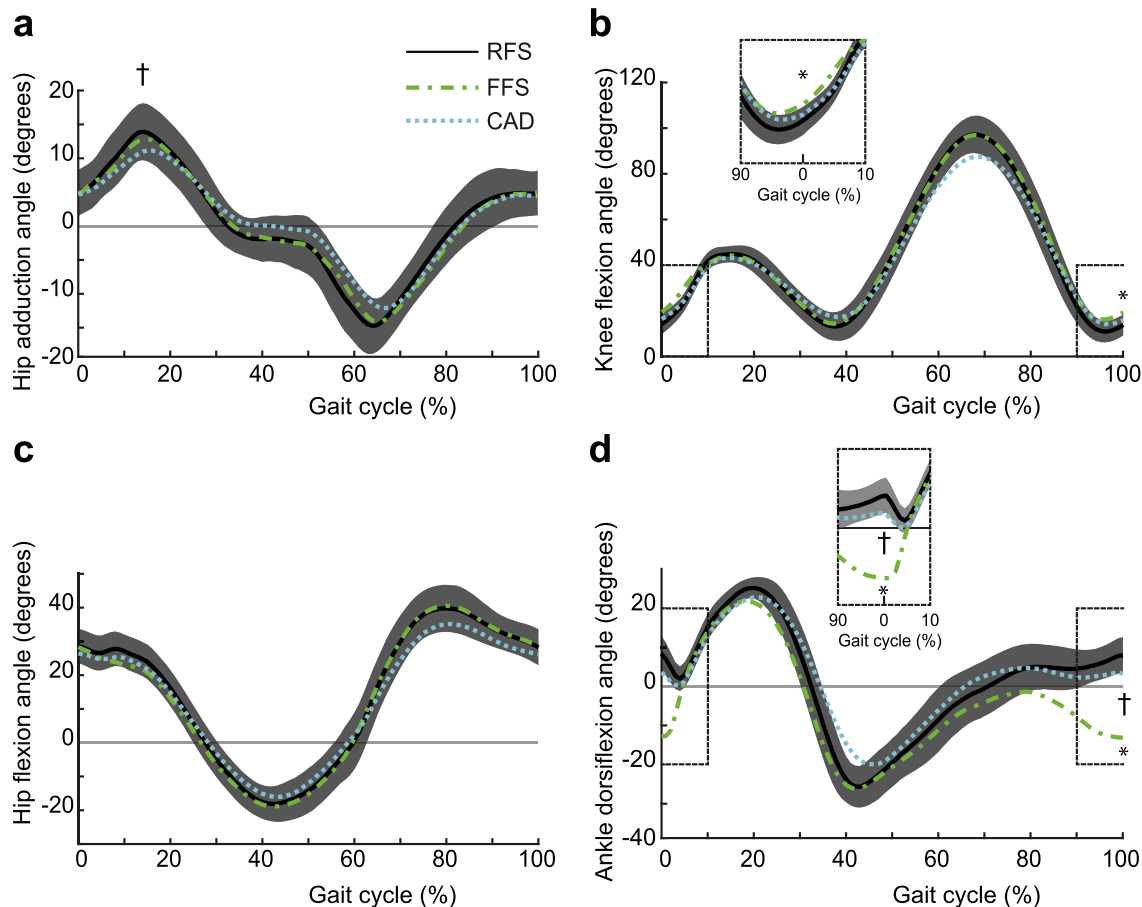 a
†
RFS
FFS
CAD
Hip adduction angle (degrees)
20
10
0
-10
-20
0 20 40 60 80 100
Gait cycle (%)
b
*
90 0 10
Gait cycle (%)
Knee flexion angle (degrees)
120
80
40
0
*
0 20 40 60 80 100
Gait cycle (%)
c
Hip flexion angle (degrees)
40
20
0
-20
0 20 40 60 80 100
Gait cycle (%)
d
†
*
90 0 10
Gait cycle (%)
Ankle dorsiflexion angle (degrees)
20
0
-20
-40
†
*
0 20 40 60 80 100
Gait cycle (%)